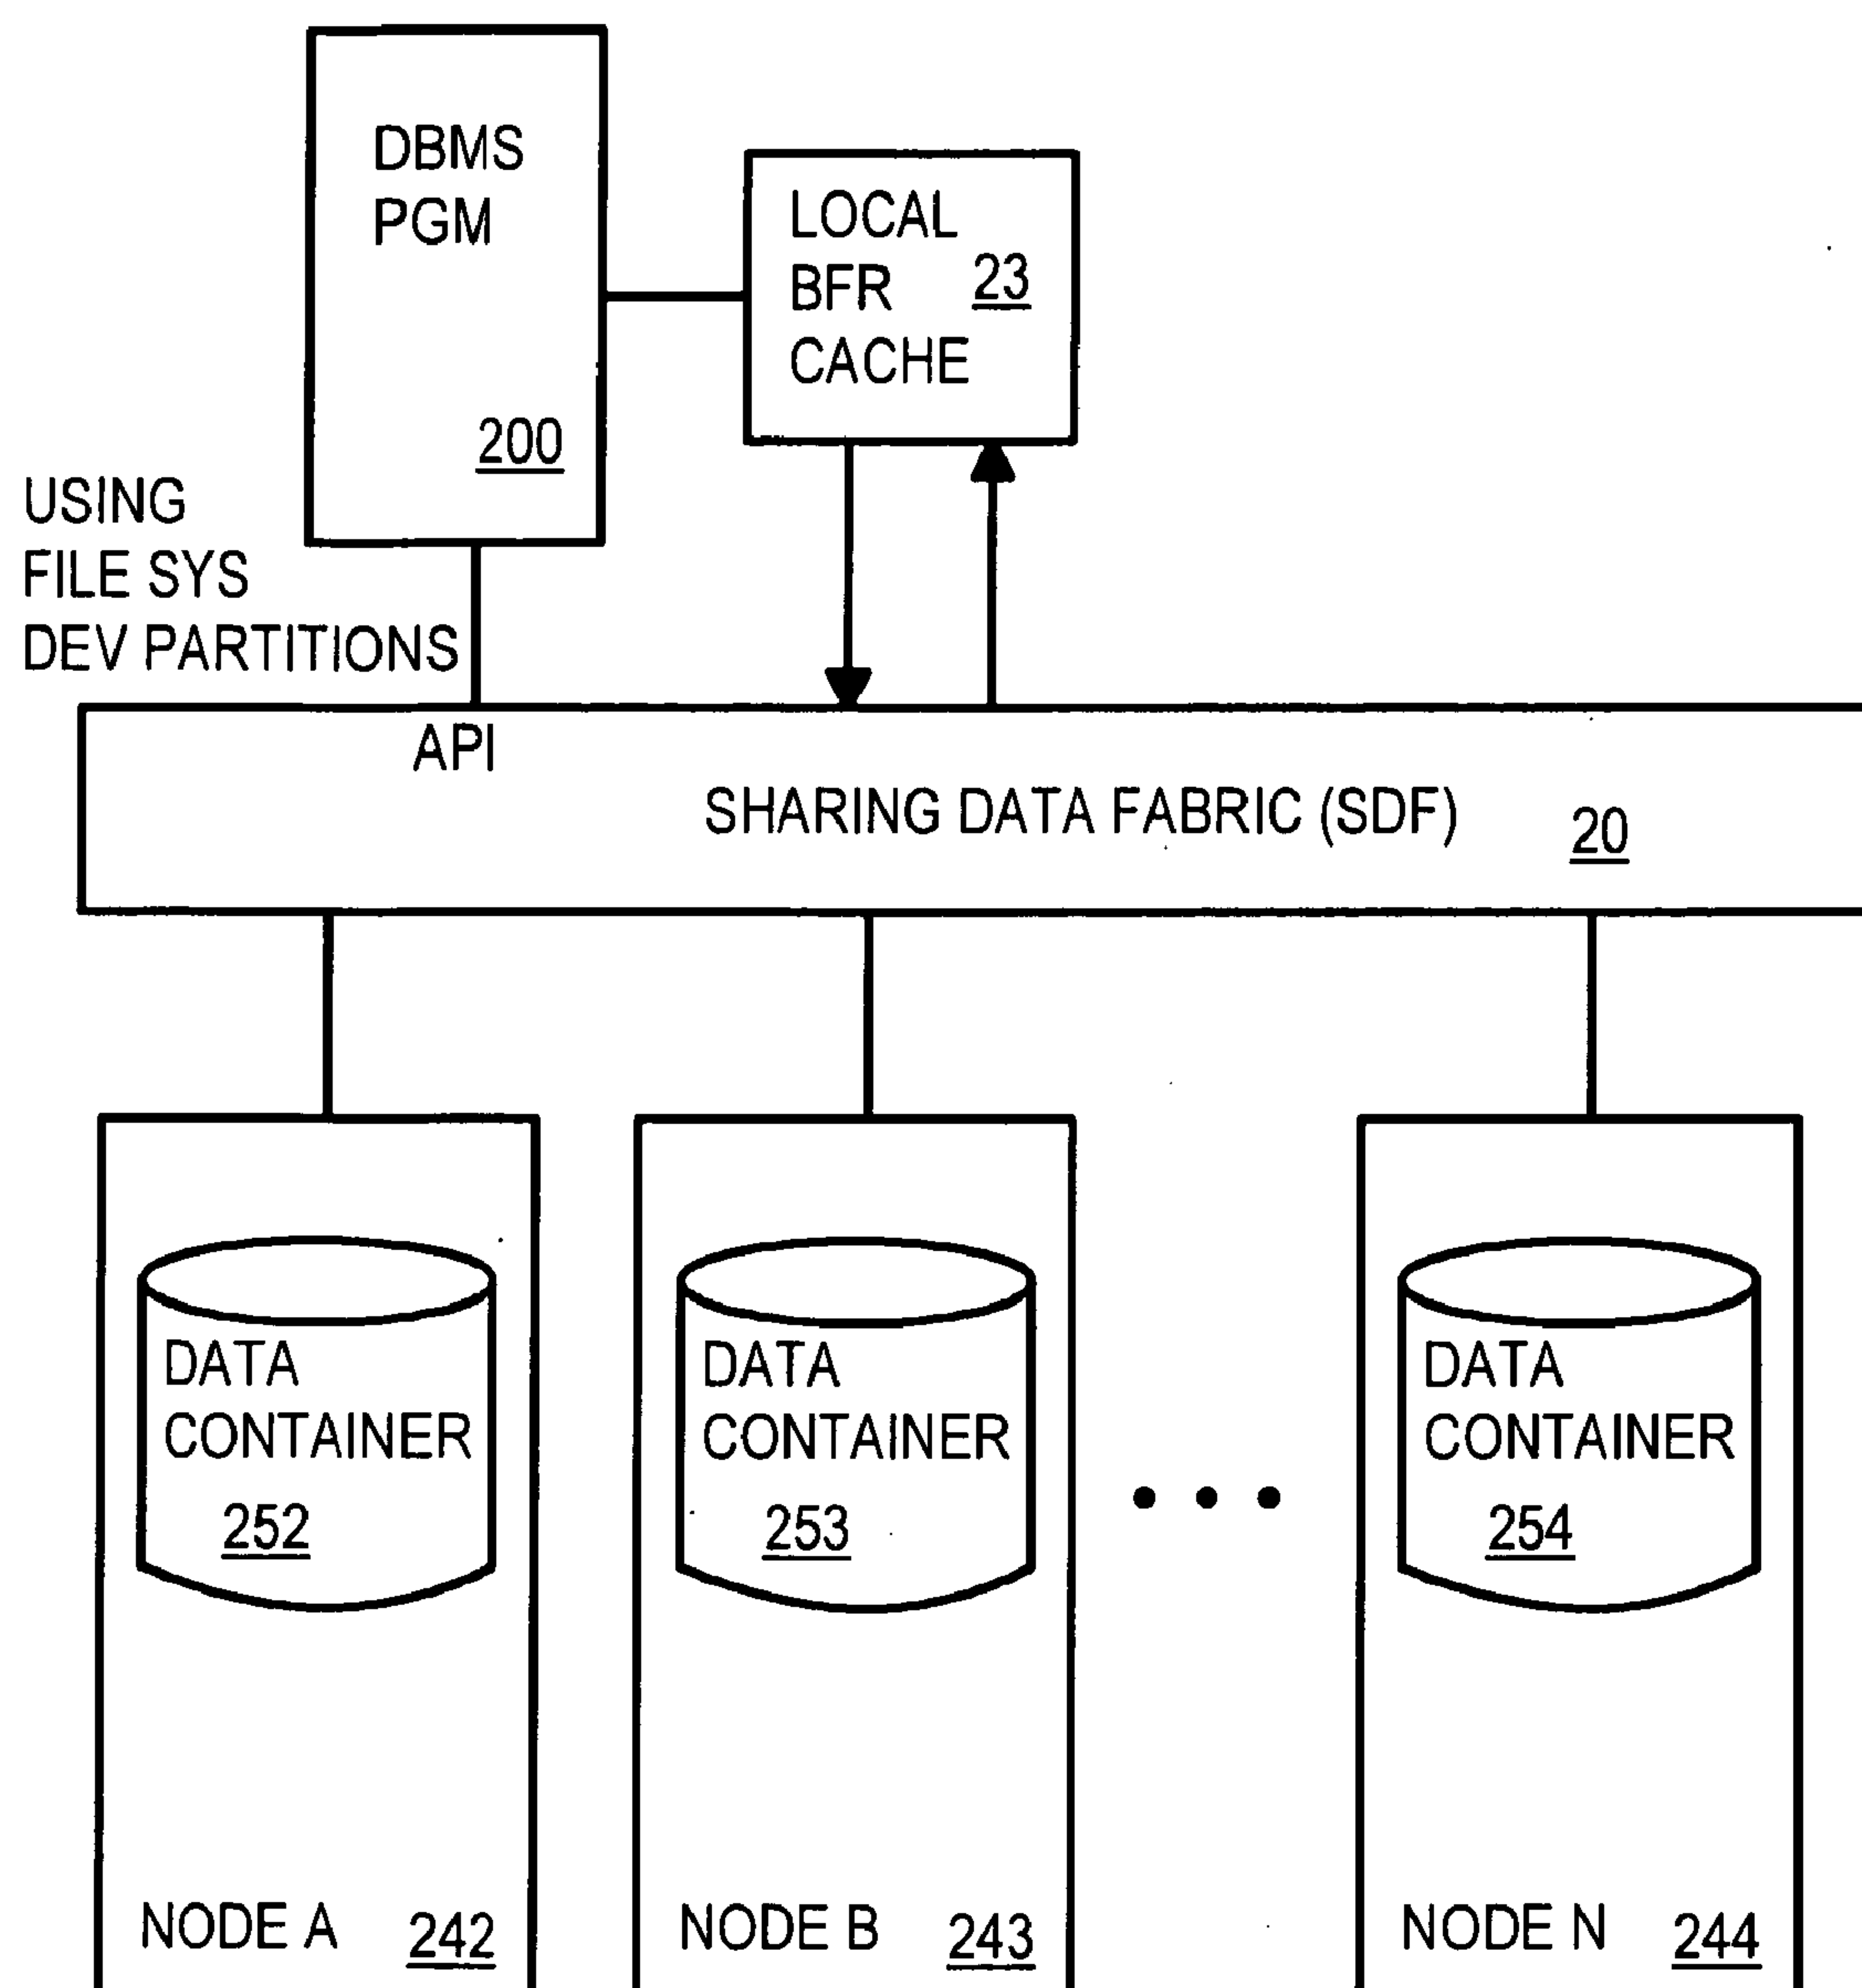 DBMS
PGM
200
LOCAL
BFR 23
CACHE
USING
FILE SYS
DEV PARTITIONS
API
SHARING DATA FABRIC (SDF) 20
DATA
CONTAINER
252
DATA
CONTAINER
253
DATA
CONTAINER
254
NODE A 242
NODE B 243
NODE N 244